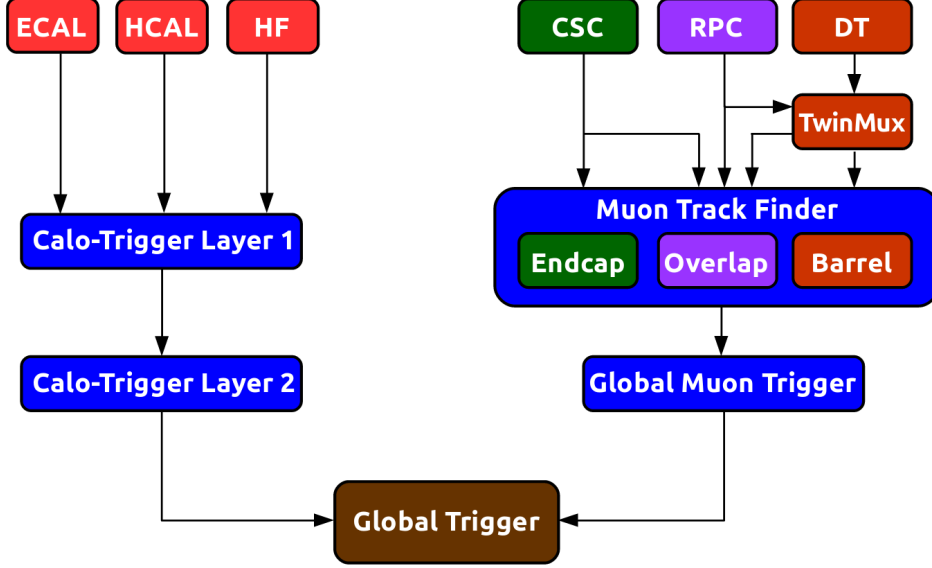 ECAL
HCAL
HF
CSC
RPC
DT
TwinMux
Muon Track Finder
Endcap
Overlap
Barrel
Calo-Trigger Layer 1
Calo-Trigger Layer 2
Global Muon Trigger
Global Trigger